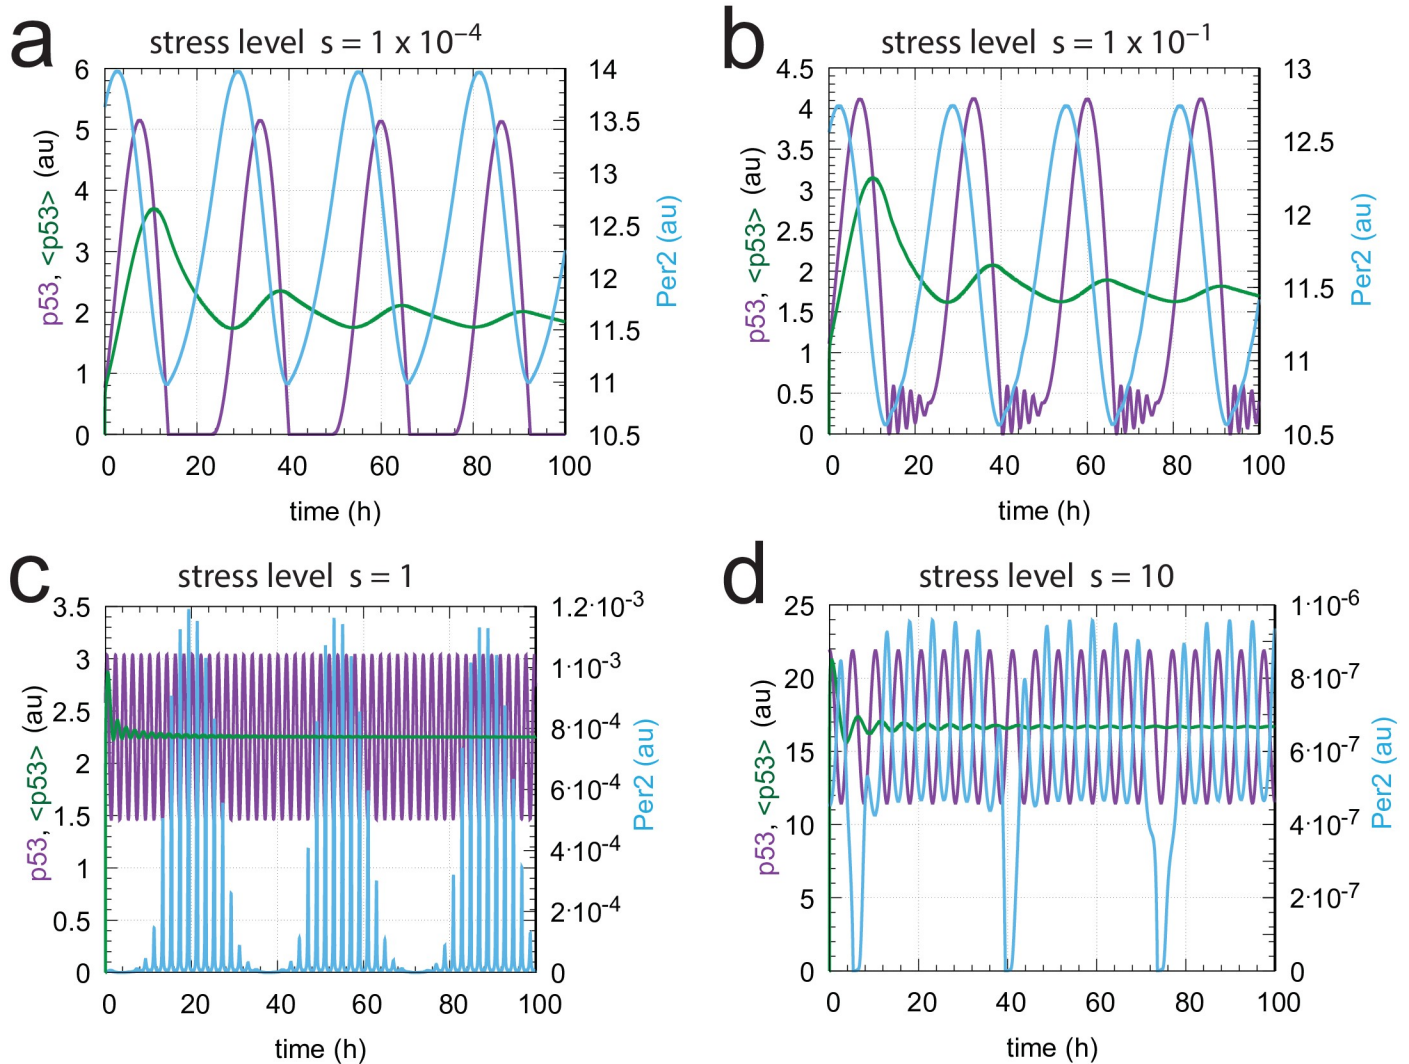 a
stress level s = 1 x 10⁻⁴
6
5
4
3
2
1
0
14
13.5
13
12.5
12
11.5
11
10.5
p53, <p53> (au)
Per2 (au)
0 20 40 60 80 100
time (h)
b
stress level s = 1 x 10⁻¹
4.5
4
3.5
3
2.5
2
1.5
1
0.5
0
13
12.5
12
11.5
11
10.5
p53, <p53> (au)
Per2 (au)
0 20 40 60 80 100
time (h)
c
stress level s = 1
3.5
3
2.5
2
1.5
1
0.5
0
1.2·10⁻³
1·10⁻³
8·10⁻⁴
6·10⁻⁴
4·10⁻⁴
2·10⁻⁴
0
p53, <p53> (au)
Per2 (au)
0 20 40 60 80 100
time (h)
d
stress level s = 10
25
20
15
10
5
0
1·10⁻⁶
8·10⁻⁷
6·10⁻⁷
4·10⁻⁷
2·10⁻⁷
0
p53, <p53> (au)
Per2 (au)
0 20 40 60 80 100
time (h)